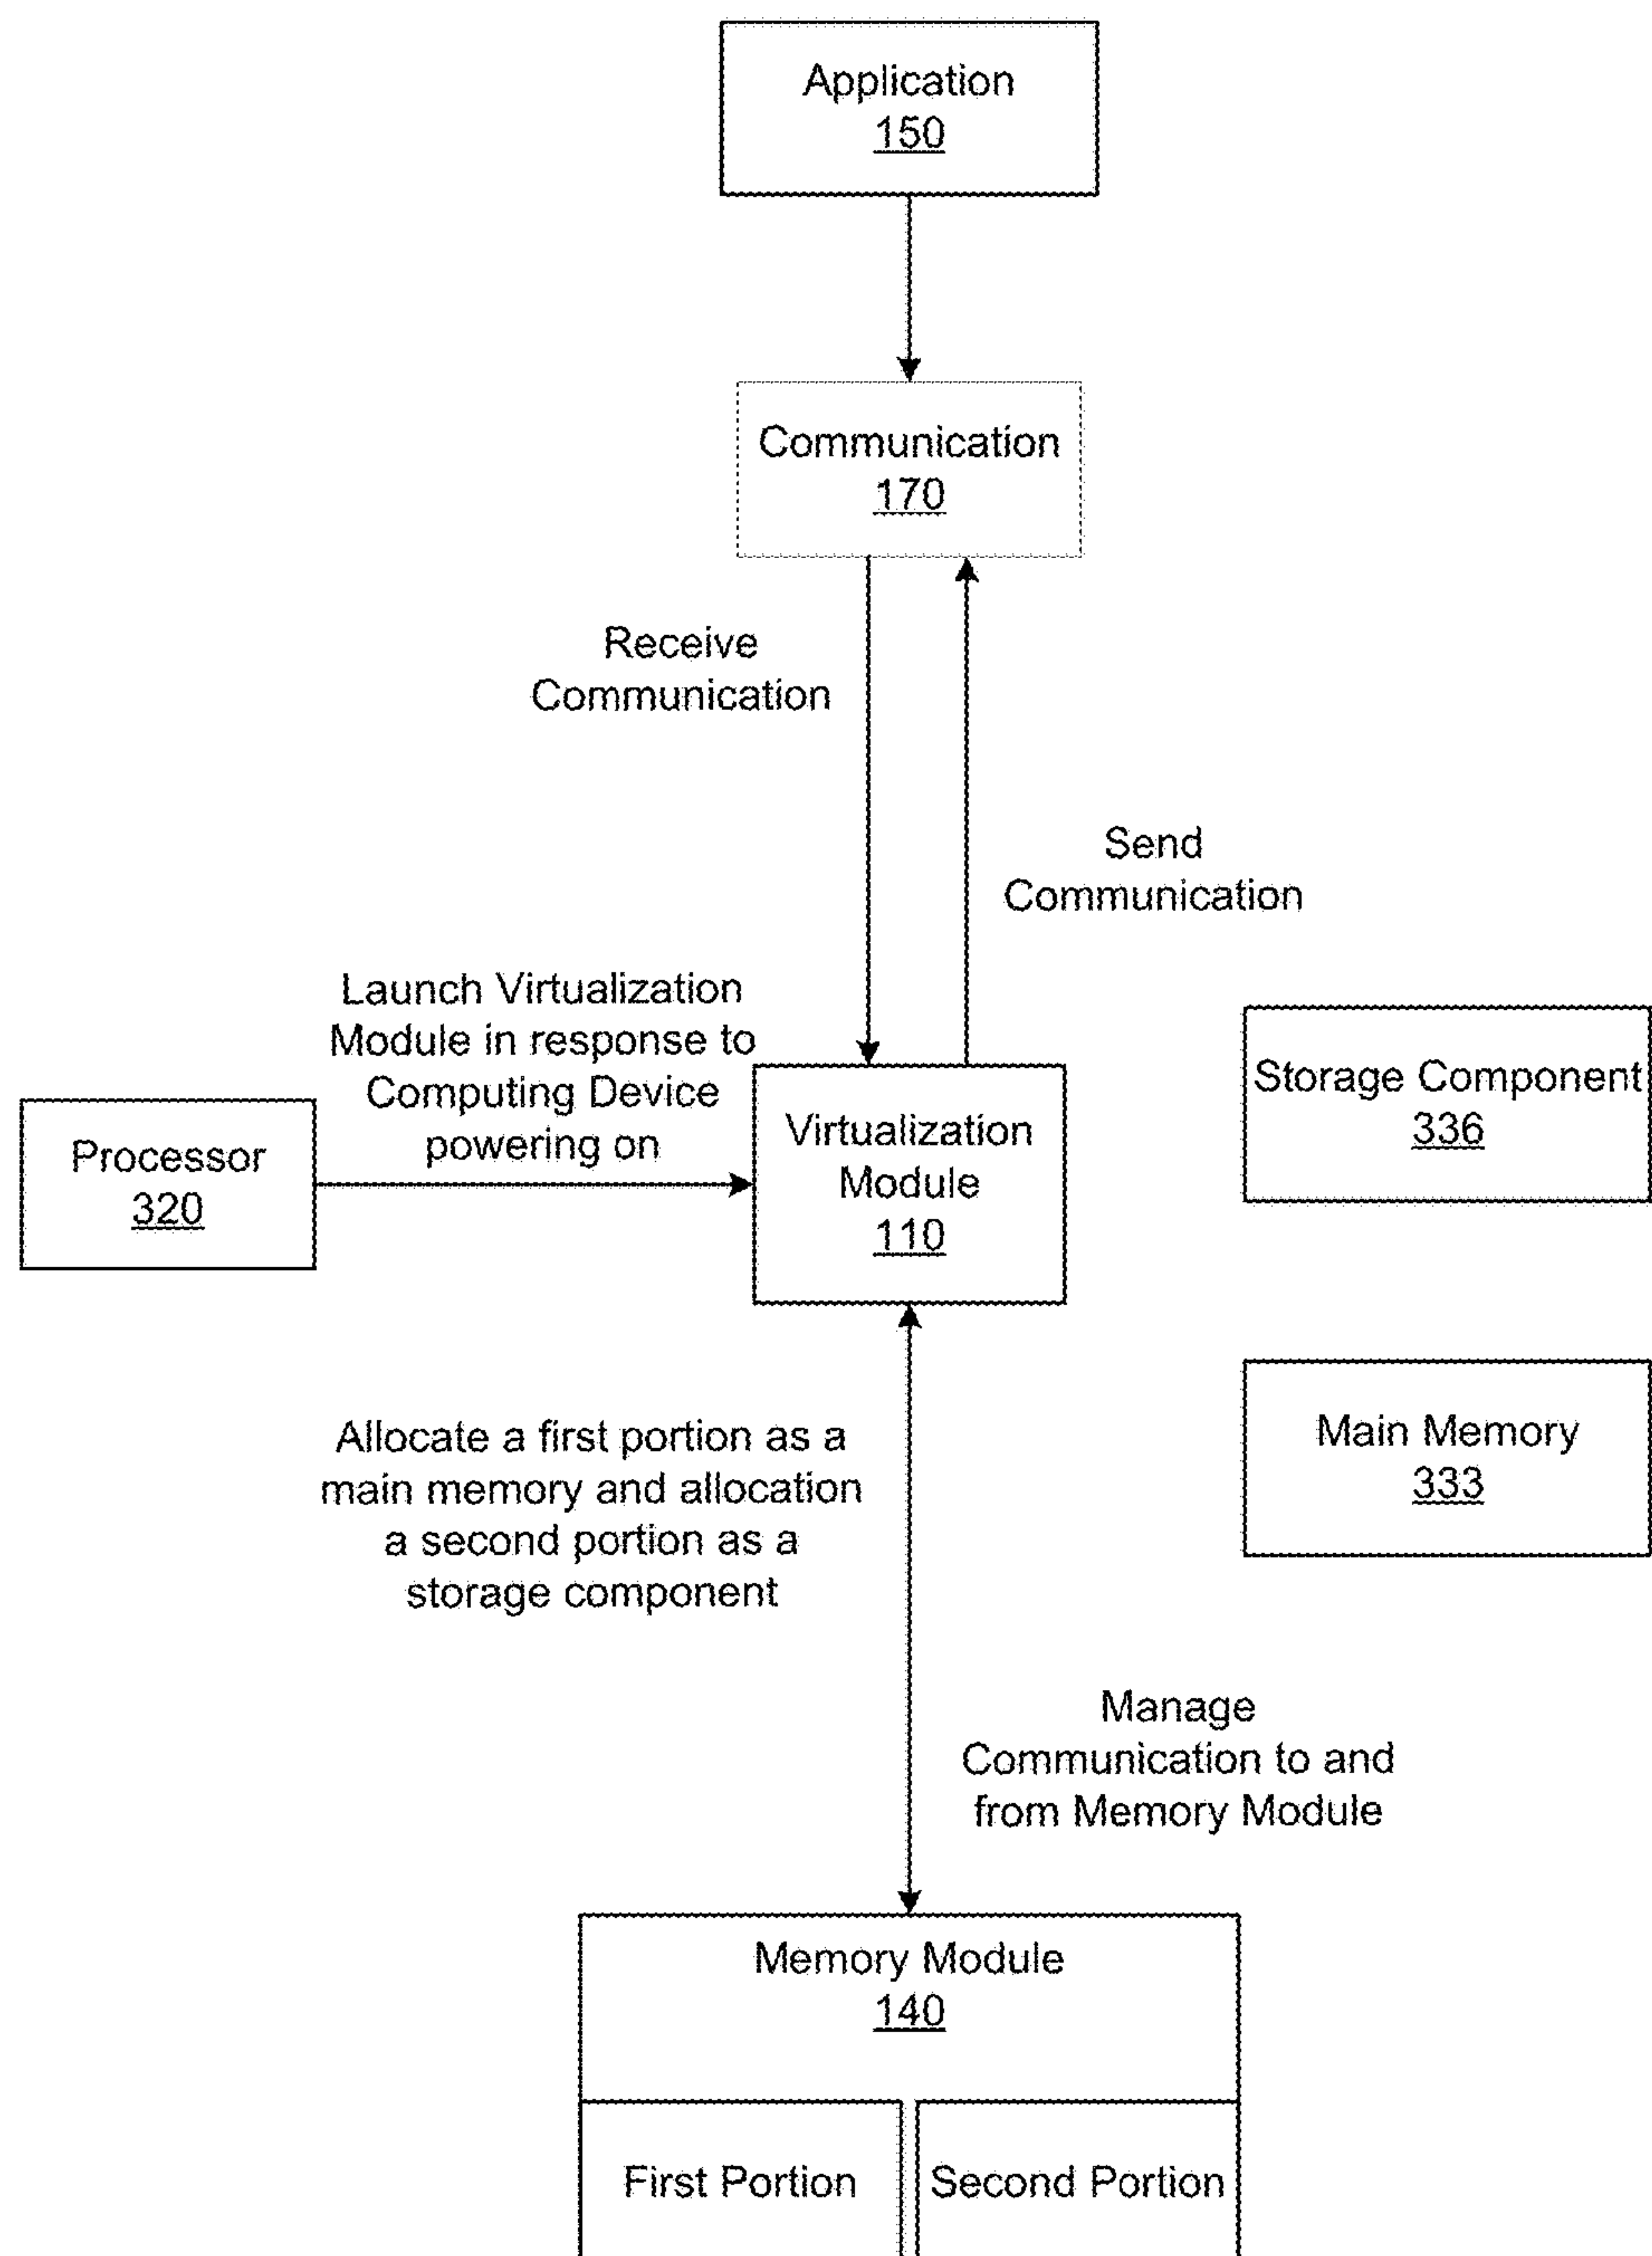 Application
150
Communication
170
Receive
Communication
Send
Communication
Launch Virtualization
Module in response to
Computing Device
powering on
Processor
320
Virtualization
Module
110
Storage Component
336
Main Memory
333
Allocate a first portion as a
main memory and allocation
a second portion as a
storage component
Manage
Communication to and
from Memory Module
Memory Module
140
First Portion
Second Portion